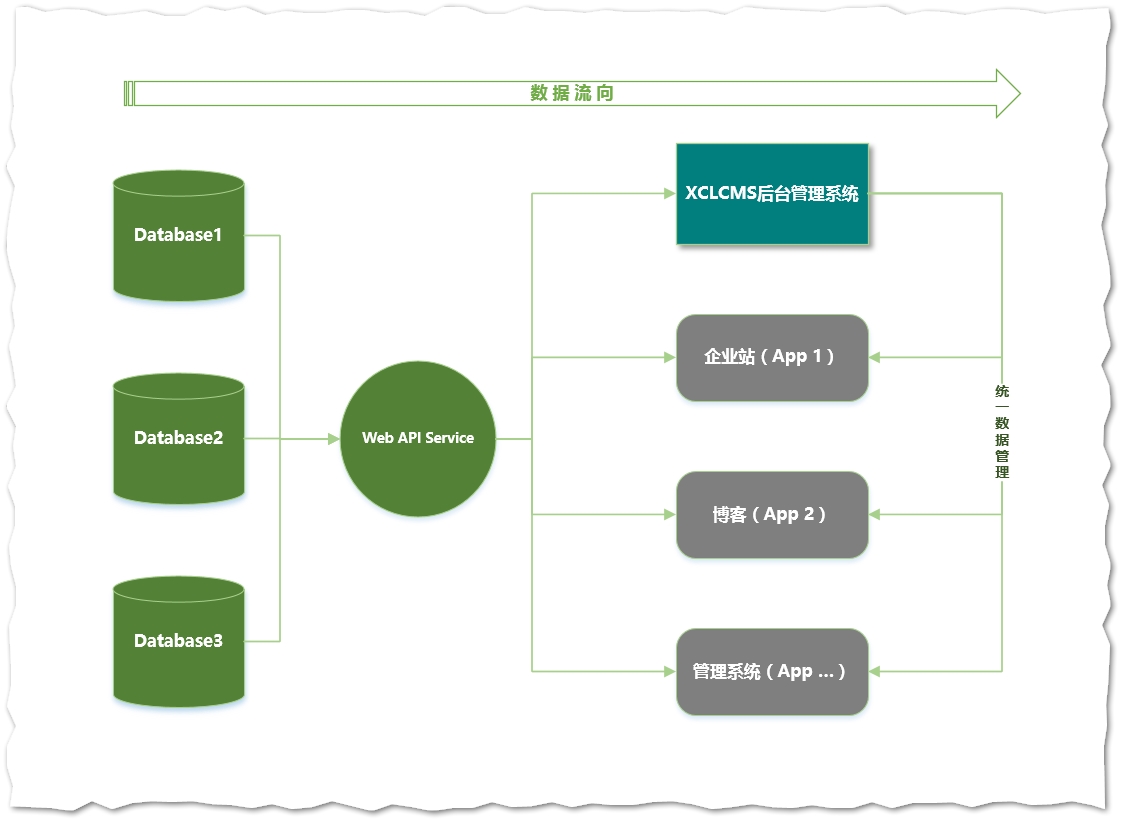 数据流向
Database1
Database2
Database3
Web API Service
XCLCMS后台管理系统
企业站（App 1）
博客（App 2）
管理系统（App ...）
统一数据管理